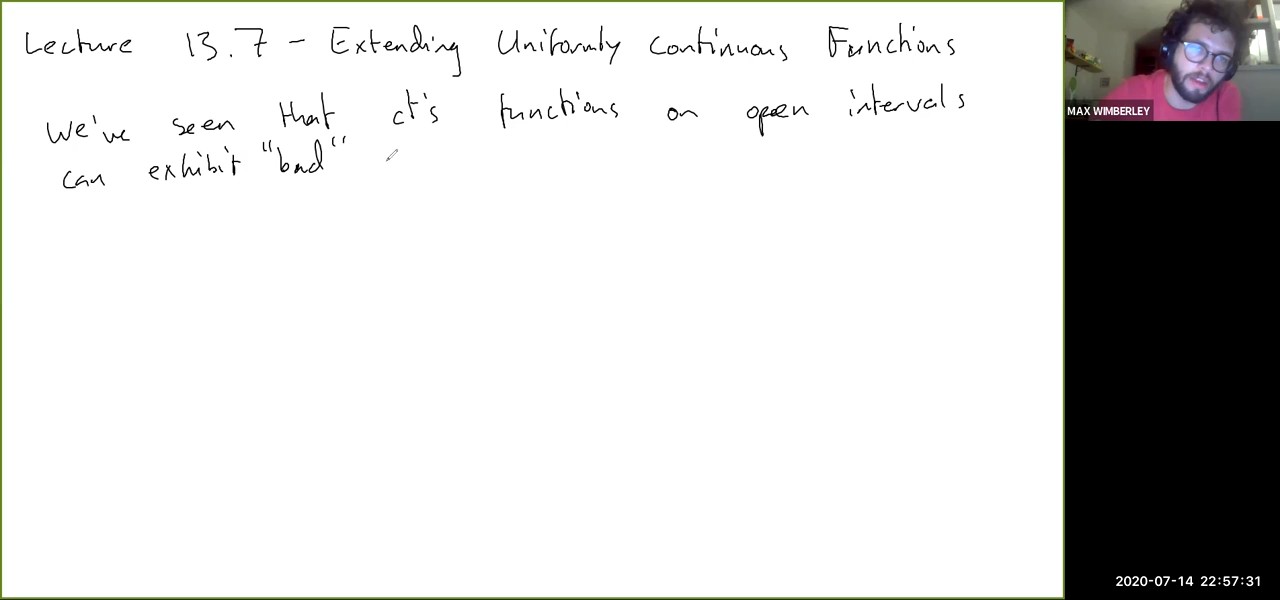 Lecture 13.7 - Extending Uniformly Continuous Functions
We've seen that ct's functions on open intervals
can exhibit "bad"
MAX WIMBERLEY
2020-07-14 22:57:31